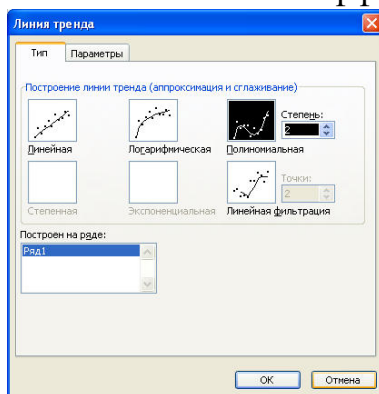 Линия тренда
Тип Параметры
Построение линии тренда (аппроксимация и сглаживание)
Степень:
2
Линейная Логарифмическая Полиномиальная
Точки:
2
Степенная Экспоненциальная Линейная фильтрация
Построен на ряде:
Ряд1
ОК Отмена